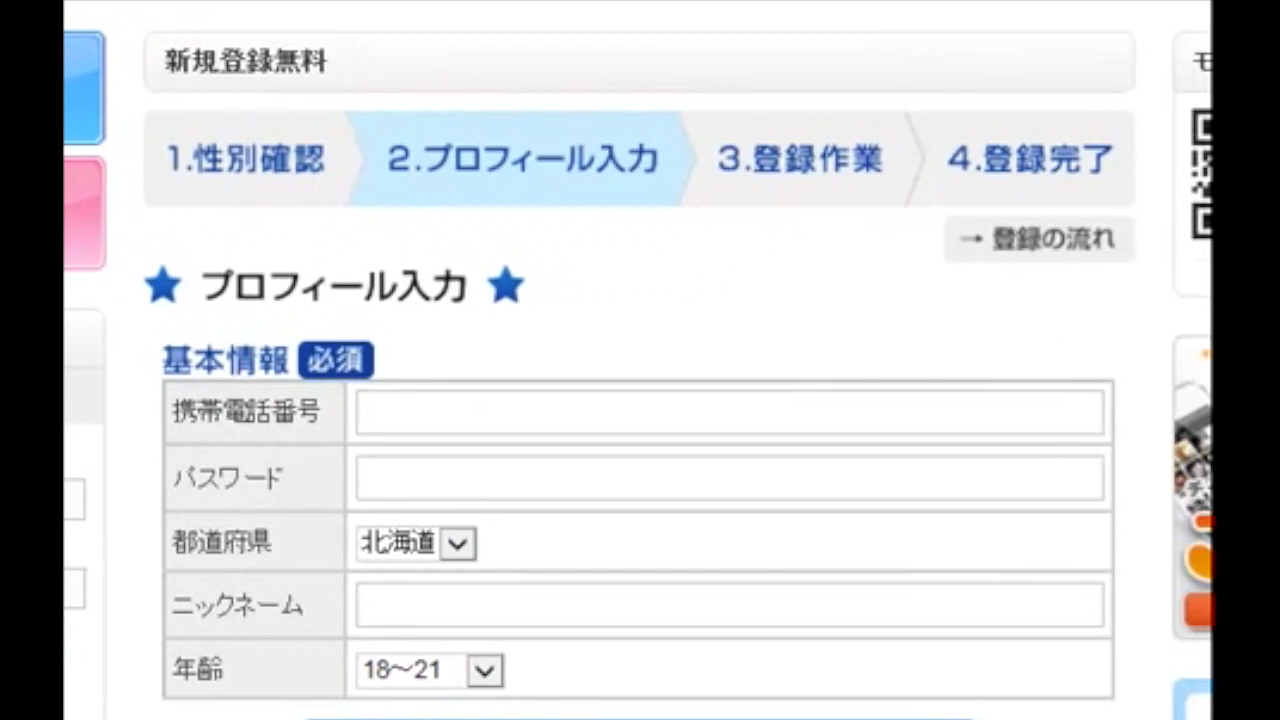 新規登録無料
1.性別確認 2.プロフィール入力 3.登録作業 4.登録完了
→ 登録の流れ
★ プロフィール入力 ★
基本情報 必須
携帯電話番号
パスワード
都道府県 北海道
ニックネーム
年齢 18～21
モ